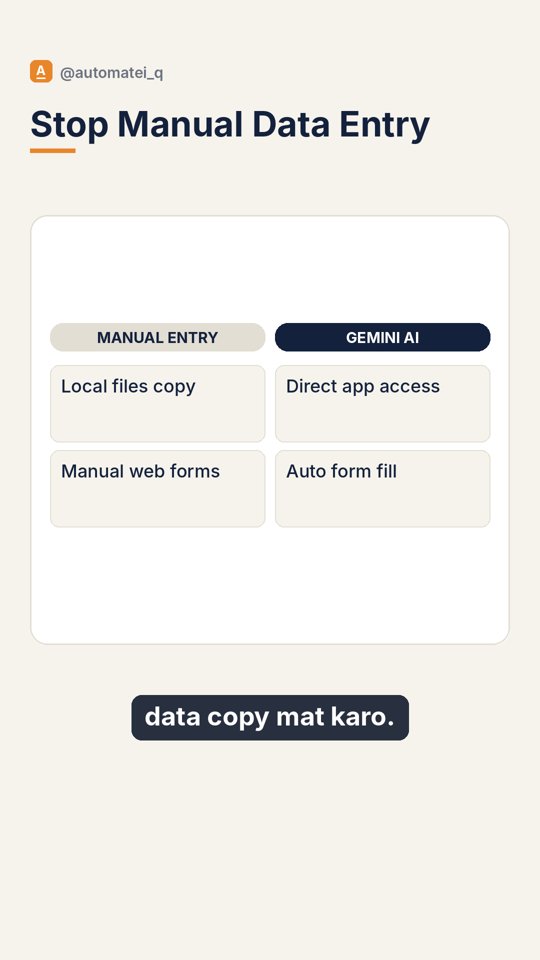 A
@automatei_q
Stop Manual Data Entry
MANUAL ENTRY
GEMINI AI
Local files copy
Direct app access
Manual web forms
Auto form fill
data copy mat karo.